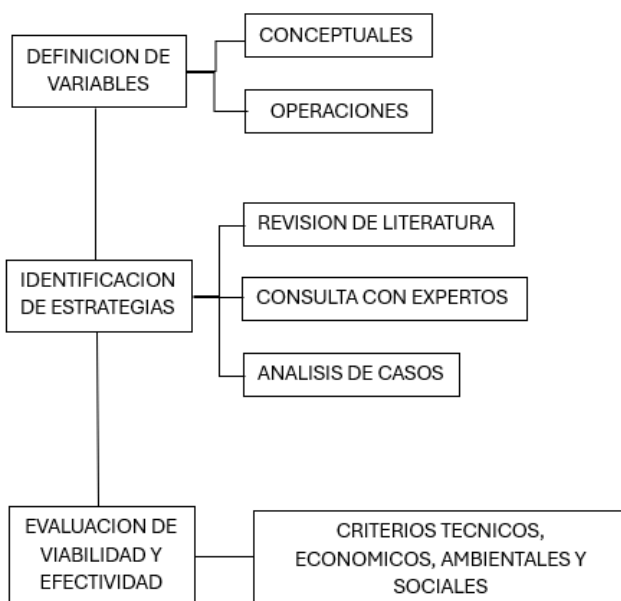 DEFINICION DE
VARIABLES
CONCEPTUALES
OPERACIONES
IDENTIFICACION
DE ESTRATEGIAS
REVISION DE LITERATURA
CONSULTA CON EXPERTOS
ANALISIS DE CASOS
EVALUACION DE
VIABILIDAD Y
EFECTIVIDAD
CRITERIOS TECNICOS,
ECONOMICOS, AMBIENTALES Y
SOCIALES